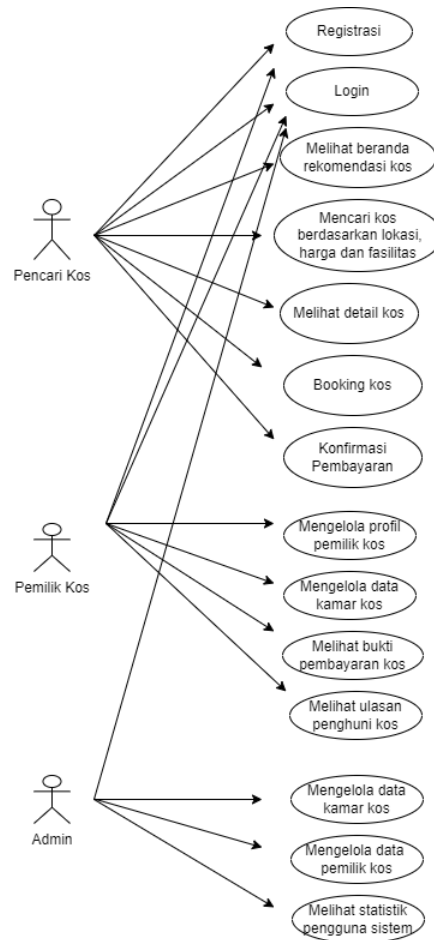 Registrasi
Login
Melihat beranda
rekomendasi kos
Mencari kos
berdasarkan lokasi,
harga dan fasilitas
Pencari Kos
Melihat detail kos
Booking kos
Konfirmasi
Pembayaran
Mengelola profil
pemilik kos
Pemilik Kos
Mengelola data
kamar kos
Melihat bukti
pembayaran kos
Melihat ulasan
penghuni kos
Mengelola data
kamar kos
Admin
Mengelola data
pemilik kos
Melihat statistik
pengguna sistem